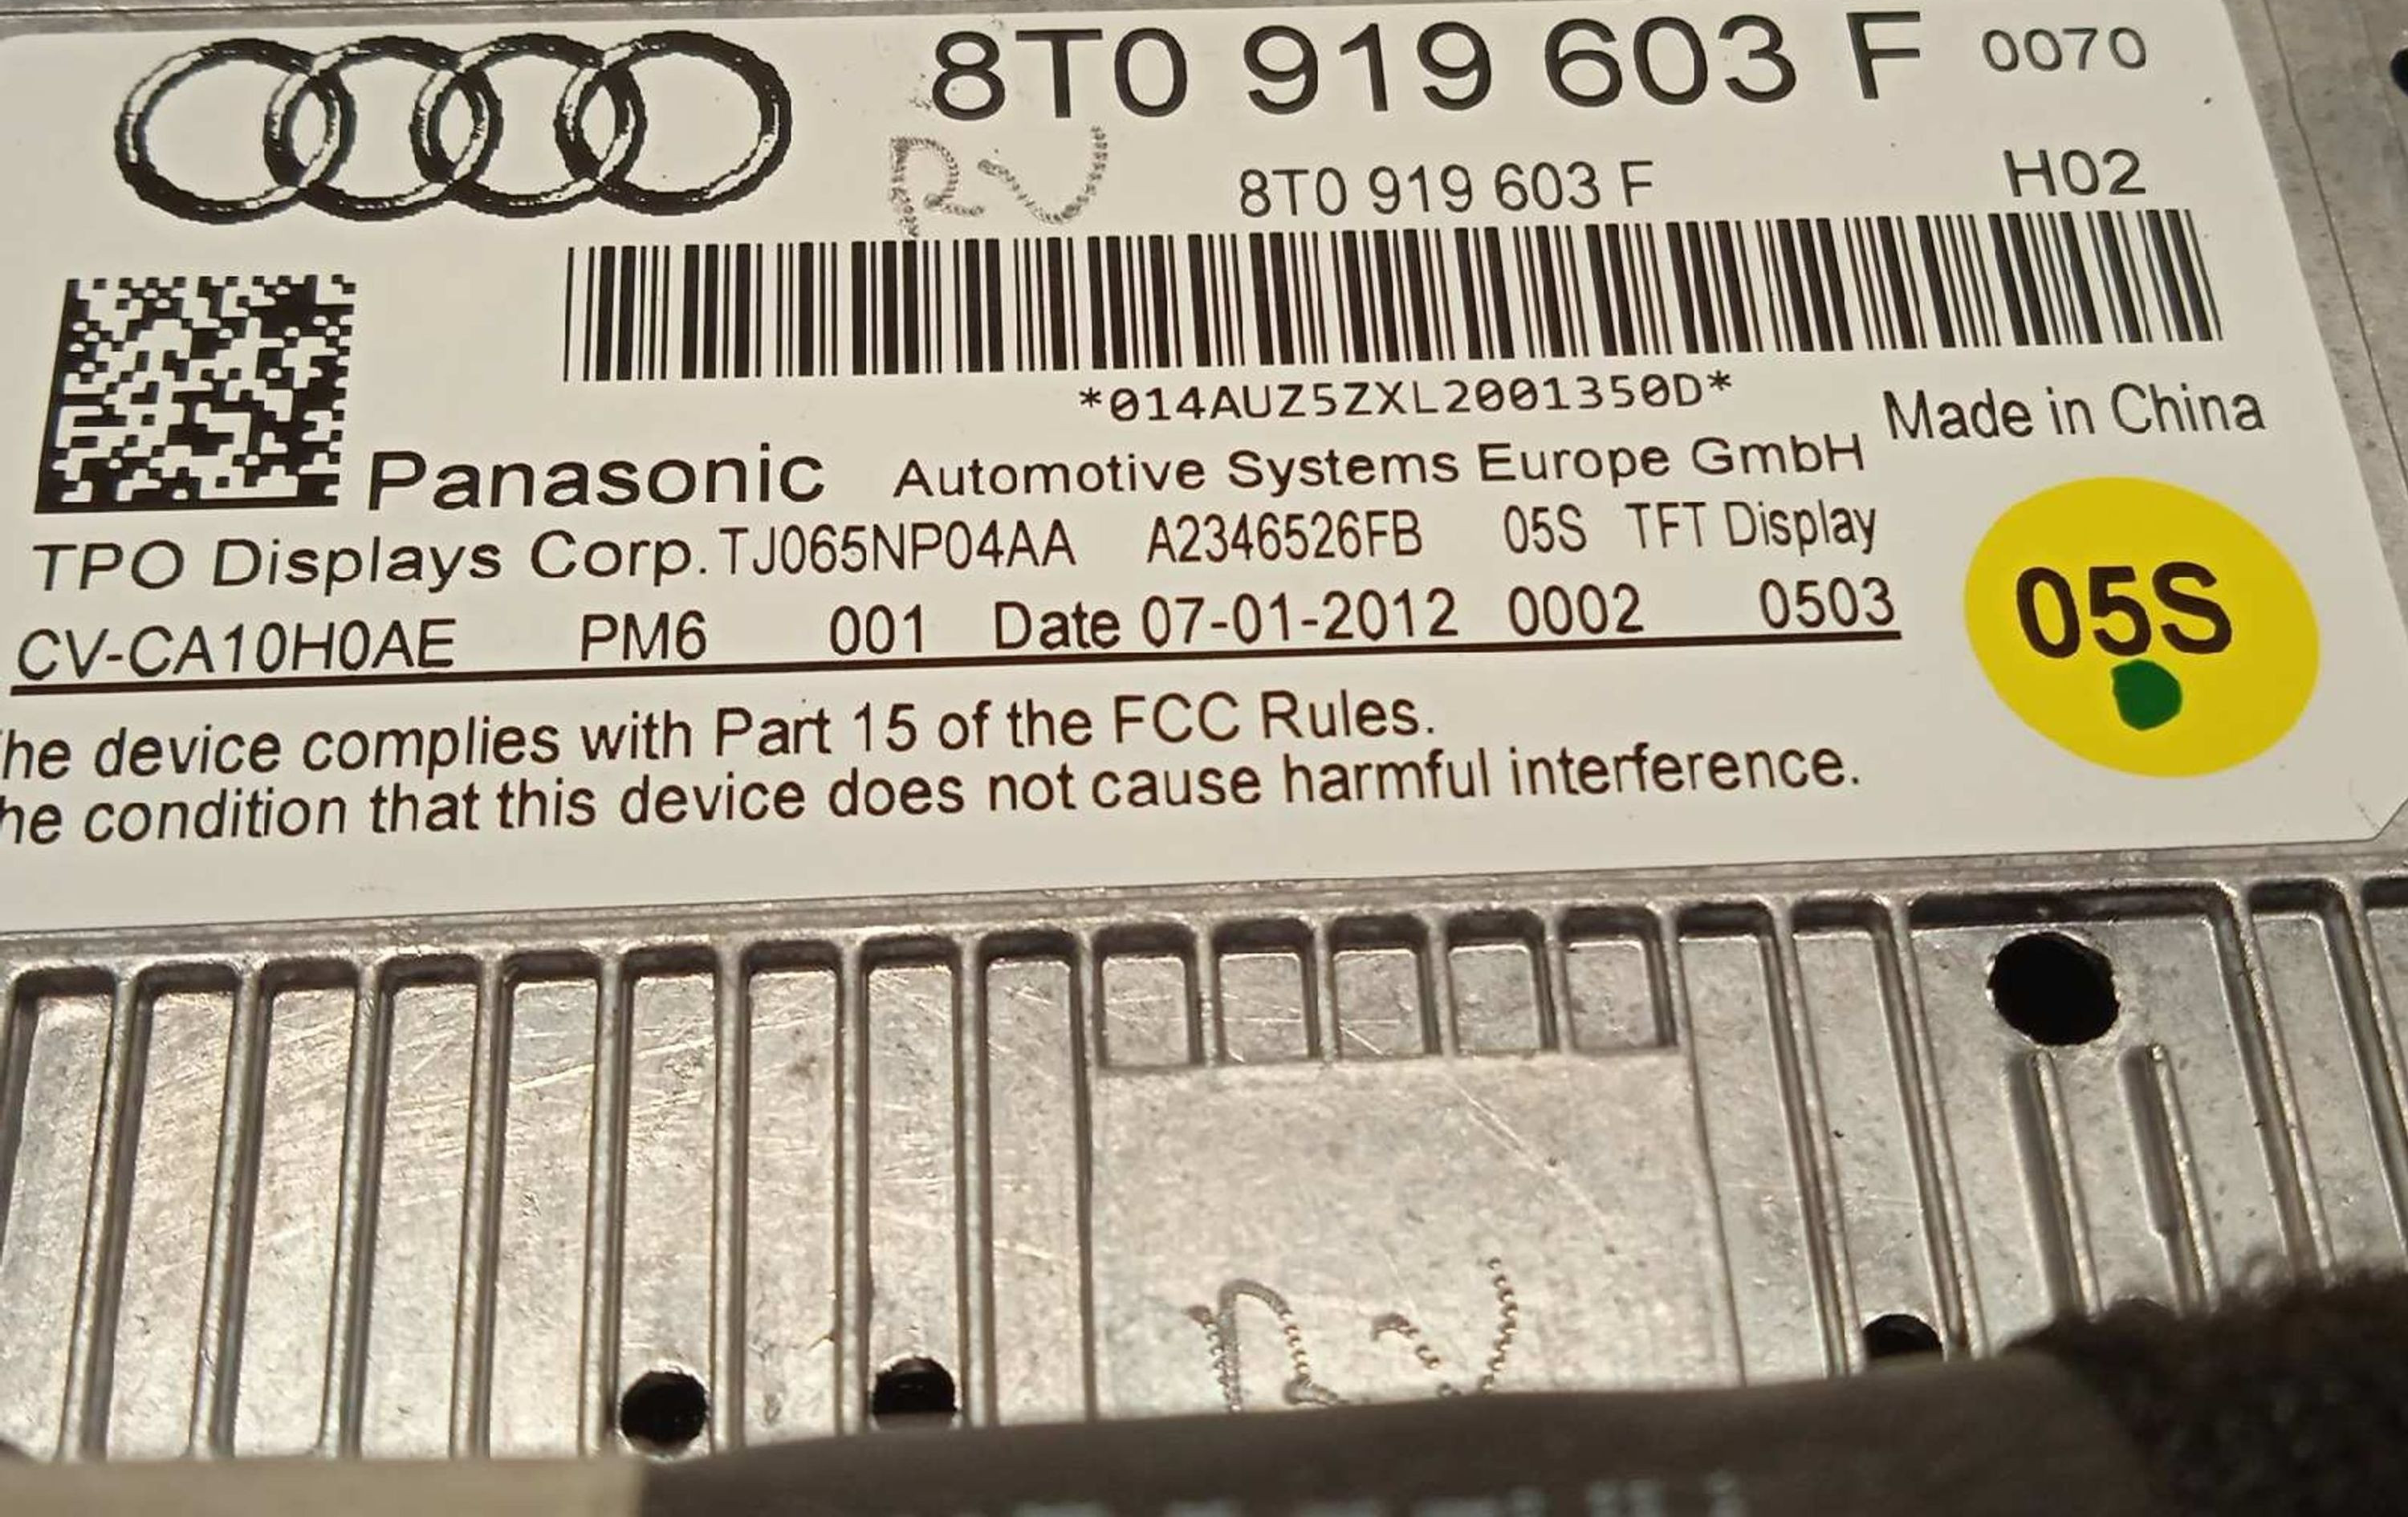 8T0 919 603 F 0070
RV
8T0 919 603 F H02
*014AUZ5ZXL2001350D*
Made in China
Panasonic Automotive Systems Europe GmbH
TPO Displays Corp. TJ065NP04AA A2346526FB 05S TFT Display
CV-CA10H0AE PM6 001 Date 07-01-2012 0002 0503
05S
he device complies with Part 15 of the FCC Rules.
he condition that this device does not cause harmful interference.
RV